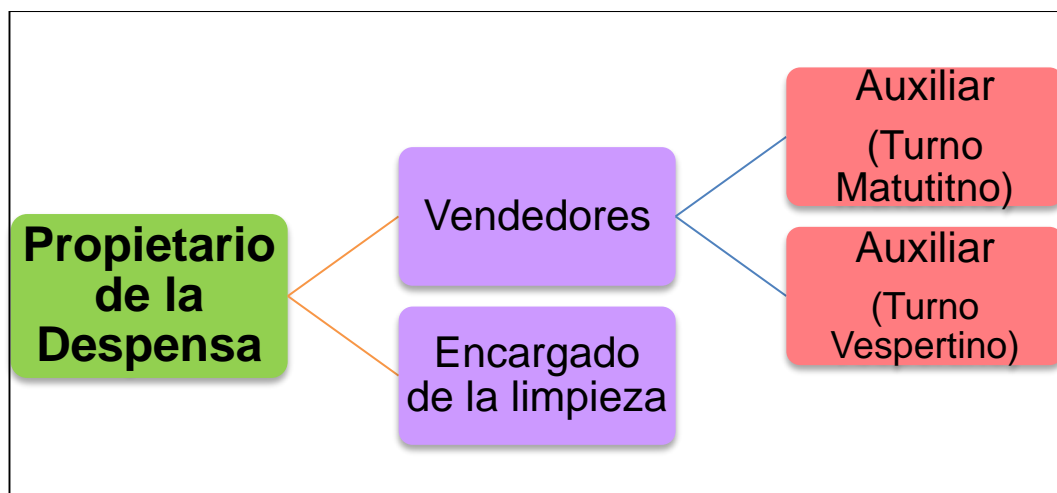 Propietario
de la
Despensa
Vendedores
Encargado
de la limpieza
Auxiliar
(Turno
Matutitno)
Auxiliar
(Turno
Vespertino)